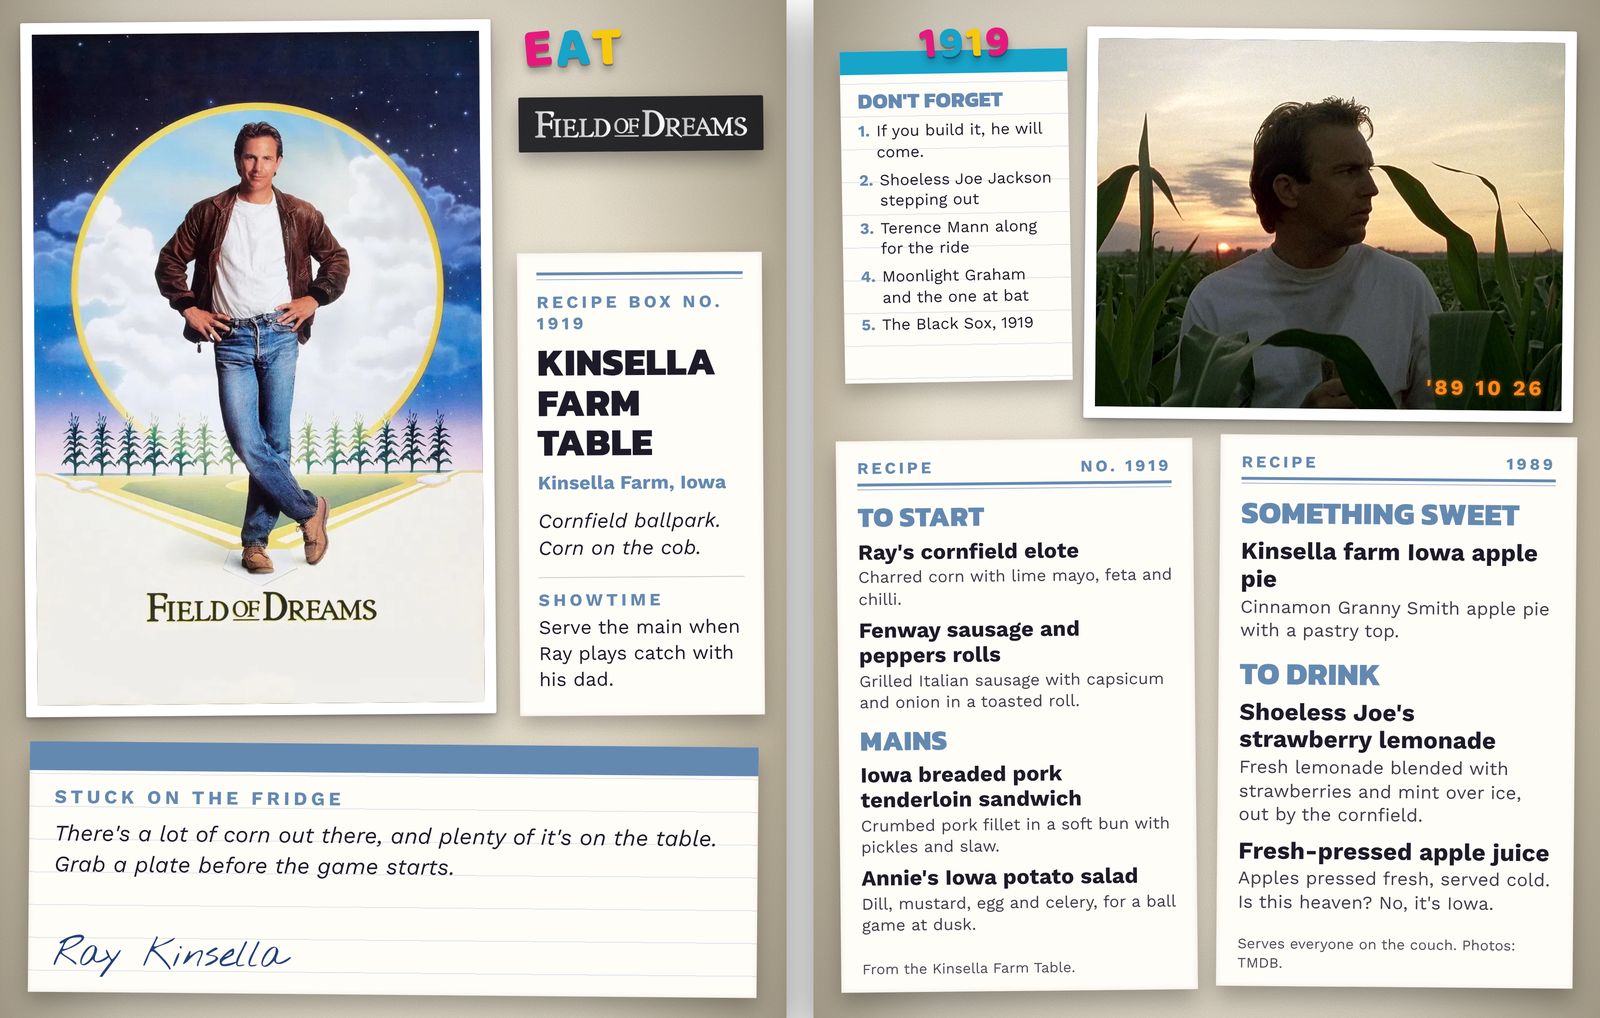 EAT
FIELD OF DREAMS
FIELD OF DREAMS
RECIPE BOX NO.
1919
KINSELLA
FARM
TABLE
Kinsella Farm, Iowa
Cornfield ballpark.
Corn on the cob.
SHOWTIME
Serve the main when
Ray plays catch with
his dad.
STUCK ON THE FRIDGE
There's a lot of corn out there, and plenty of it's on the table.
Grab a plate before the game starts.
Ray Kinsella
1919
DON'T FORGET
1. If you build it, he will
come.
2. Shoeless Joe Jackson
stepping out
3. Terence Mann along
for the ride
4. Moonlight Graham
and the one at bat
5. The Black Sox, 1919
'89 10 26
RECIPE NO. 1919
TO START
Ray's cornfield elote
Charred corn with lime mayo, feta and
chilli.
Fenway sausage and
peppers rolls
Grilled Italian sausage with capsicum
and onion in a toasted roll.
MAINS
Iowa breaded pork
tenderloin sandwich
Crumbed pork fillet in a soft bun with
pickles and slaw.
Annie's Iowa potato salad
Dill, mustard, egg and celery, for a ball
game at dusk.
From the Kinsella Farm Table.
RECIPE 1989
SOMETHING SWEET
Kinsella farm Iowa apple
pie
Cinnamon Granny Smith apple pie
with a pastry top.
TO DRINK
Shoeless Joe's
strawberry lemonade
Fresh lemonade blended with
strawberries and mint over ice,
out by the cornfield.
Fresh-pressed apple juice
Apples pressed fresh, served cold.
Is this heaven? No, it's Iowa.
Serves everyone on the couch. Photos:
TMDB.